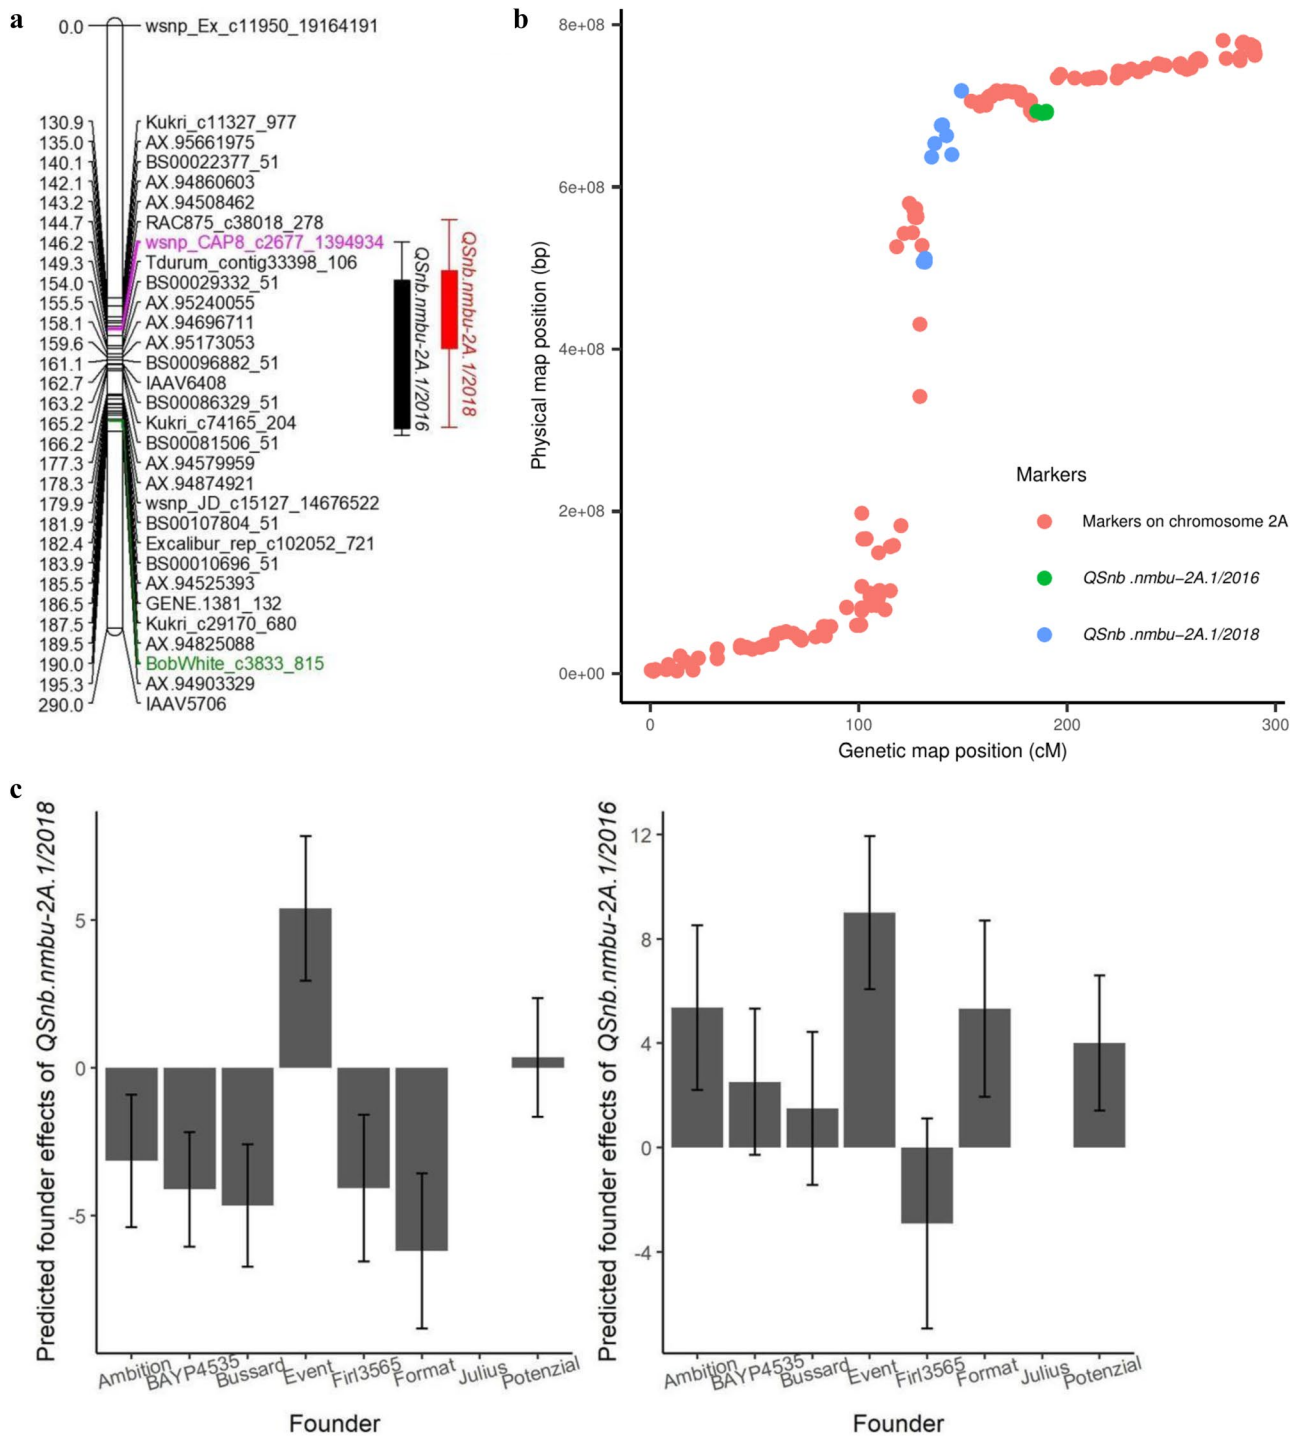 a
0.0 wsnp_Ex_c11950_19164191
130.9 Kukri_c11327_977
135.0 AX.95661975
140.1 BS00022377_51
142.1 AX.94860603
143.2 AX.94508462
144.7 RAC875_c38018_278
146.2 wsnp_CAP8_c2677_1394934
149.3 Tdurum_contig33398_106
154.0 BS00029332_51
155.5 AX.95240055
158.1 AX.94696711
159.6 AX.95173053
161.1 BS00096882_51
162.7 IAAV6408
163.2 BS00086329_51
165.2 Kukri_c74165_204
166.2 BS00081506_51
177.3 AX.94579959
178.3 AX.94874921
179.9 wsnp_JD_c15127_14676522
181.9 BS00107804_51
182.4 Excalibur_rep_c102052_721
183.9 BS00010696_51
185.5 AX.94525393
186.5 GENE.1381_132
187.5 Kukri_c29170_680
189.5 AX.94825088
190.0 BobWhite_c3833_815
195.3 AX.94903329
290.0 IAAV5706
QSnb.nmbu-2A.1/2016
QSnb.nmbu-2A.1/2018
b
Physical map position (bp)
8e+08
6e+08
4e+08
2e+08
0e+00
0 100 200 300
Genetic map position (cM)
Markers
Markers on chromosome 2A
QSnb .nmbu−2A.1/2016
QSnb .nmbu−2A.1/2018
c
Predicted founder effects of QSnb.nmbu-2A.1/2018
5
0
-5
Ambition BAYP4535 Bussard Event Firl3565 Format Julius Potenzial
Founder
Predicted founder effects of QSnb.nmbu-2A.1/2016
12
8
4
0
-4
Ambition BAYP4535 Bussard Event Firl3565 Format Julius Potenzial
Founder